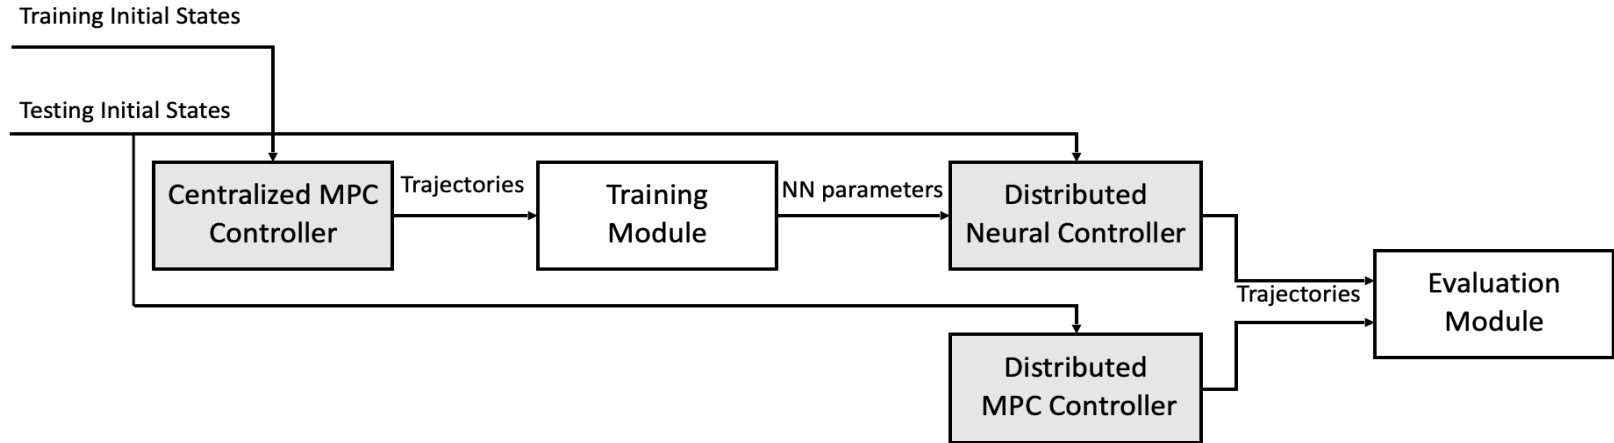 Training Initial States
Testing Initial States
Centralized MPC
Controller
Trajectories
Training
Module
NN parameters
Distributed
Neural Controller
Trajectories
Evaluation
Module
Distributed
MPC Controller